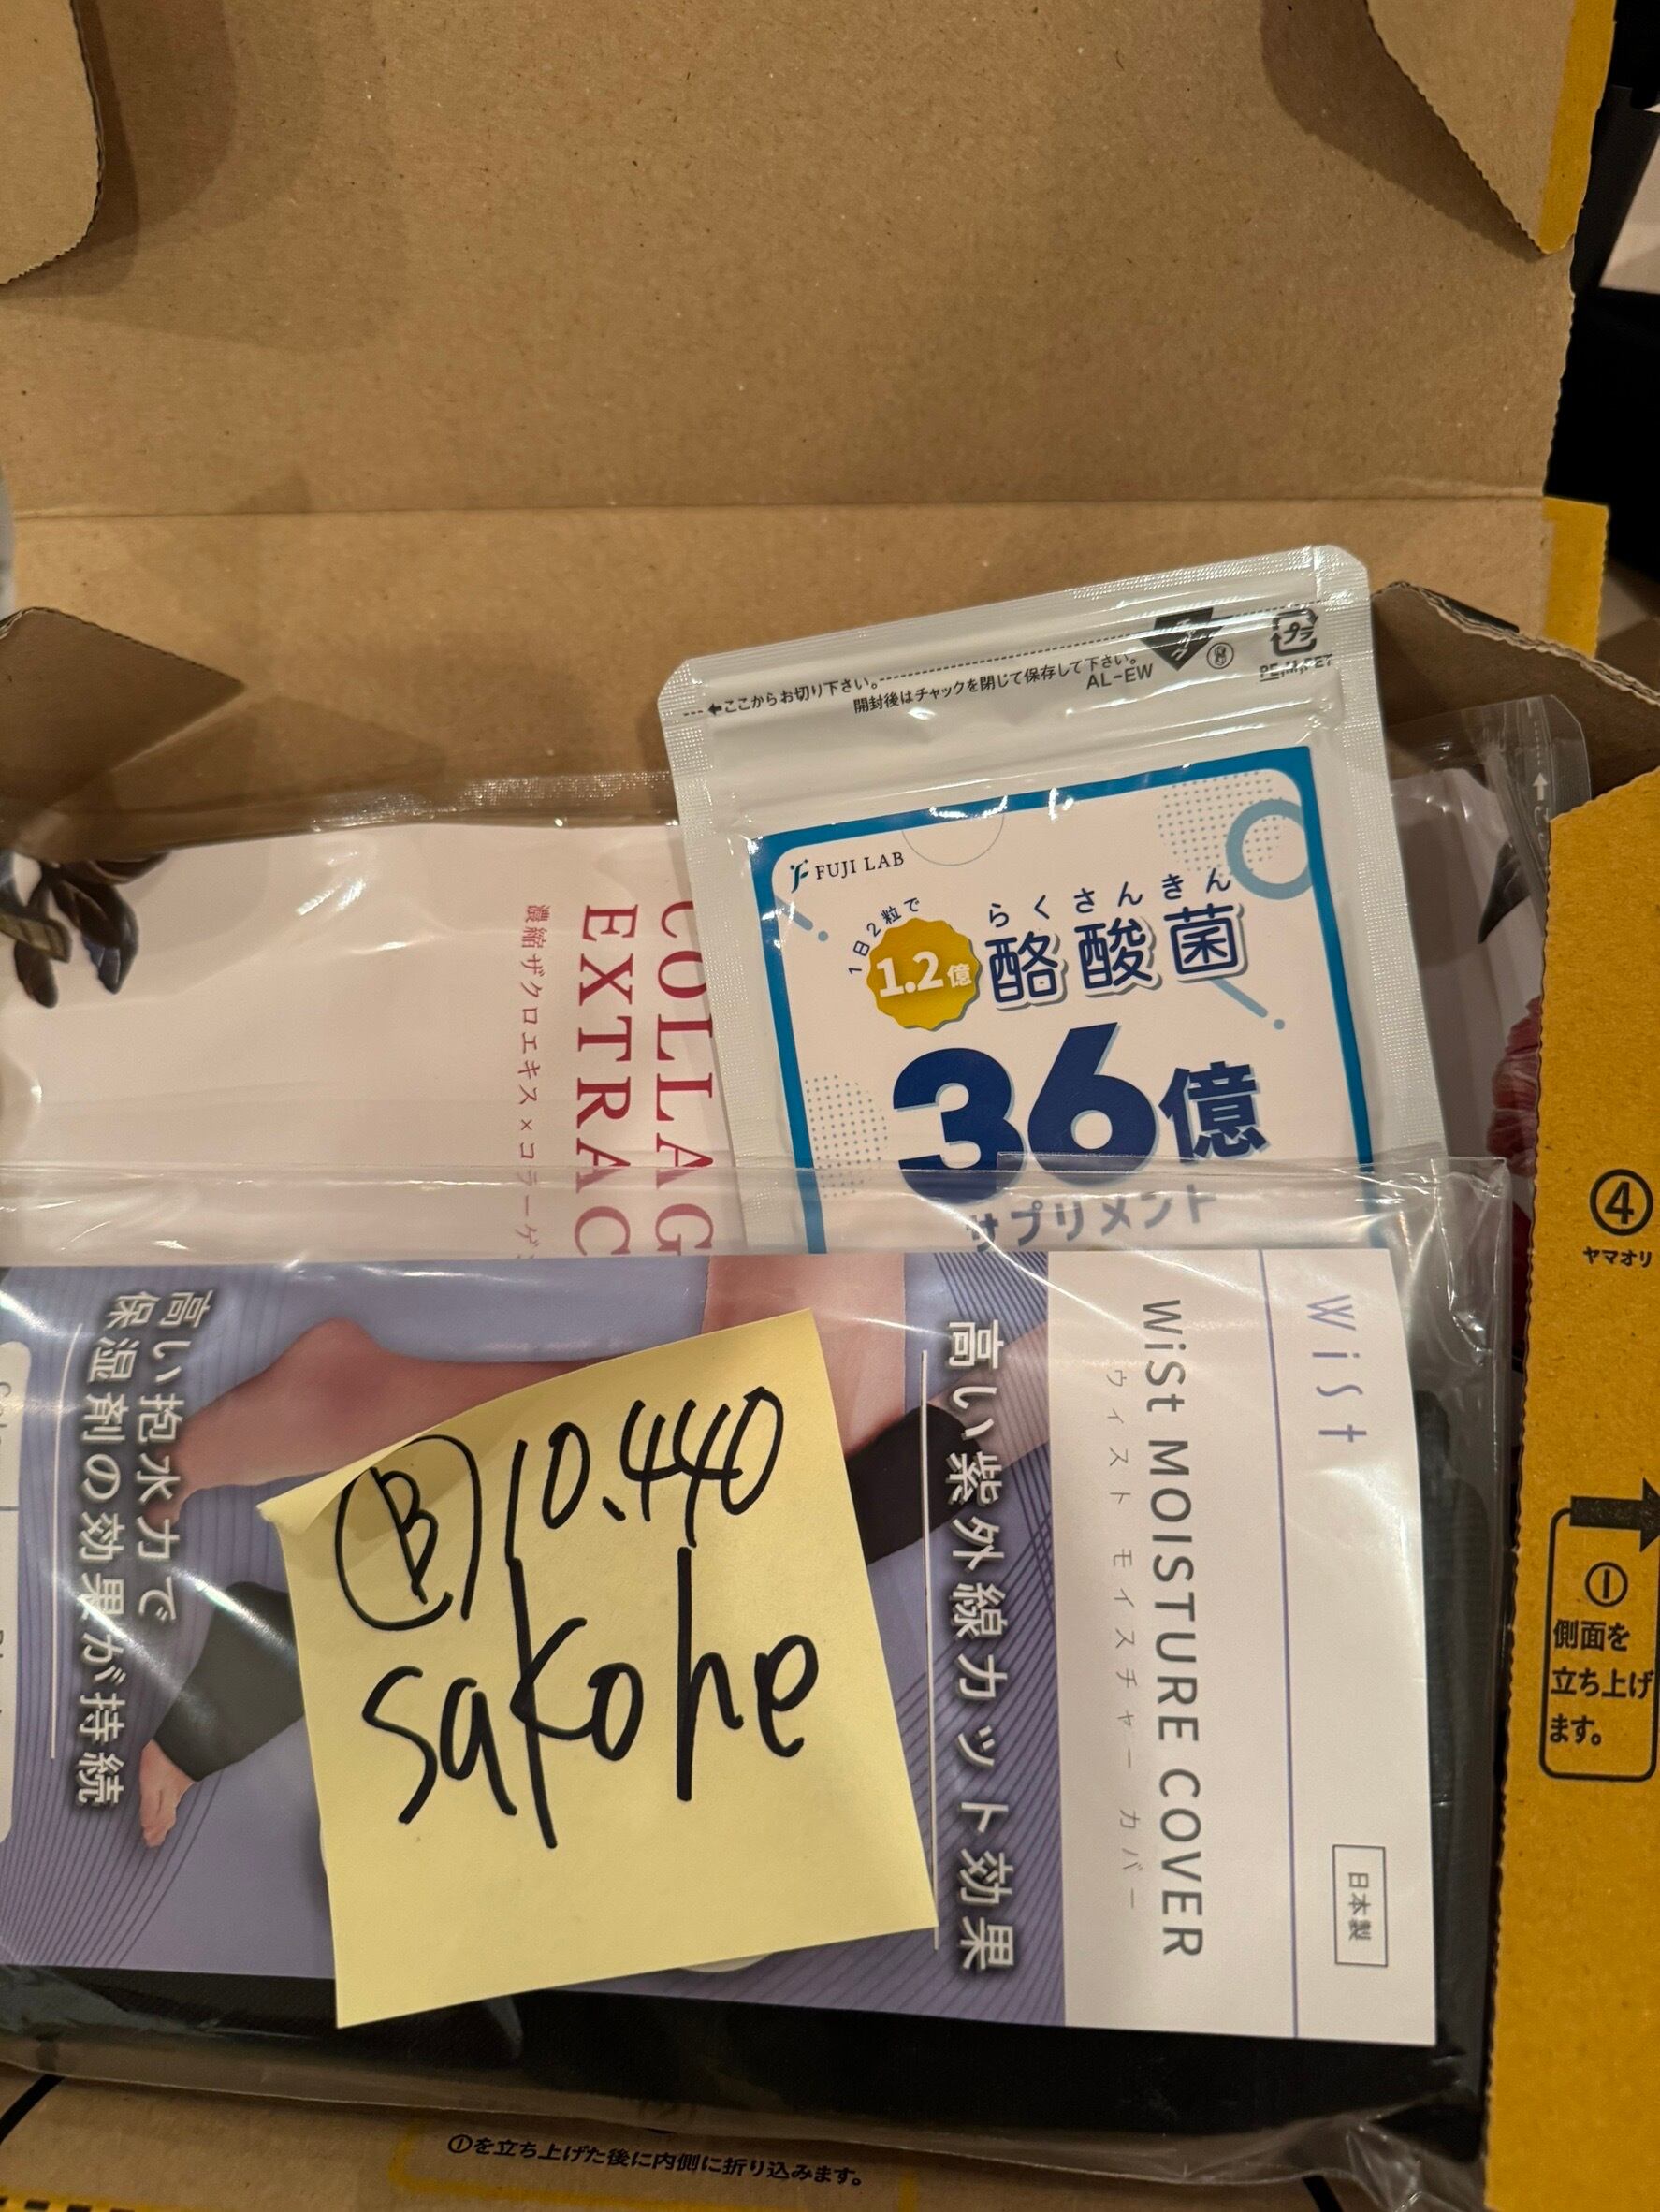 ←ここからお切り下さい。
開封後はチャックを閉じて保存して下さい。
AL-EW
プラ
FUJI LAB
1日2粒で
1.2億
らくさんきん
酪酸菌
36億
サプリメント
COLLAG
EXTRAC
濃縮ザクロエキス×コラーゲン
WiSt
WiSt MOISTURE COVER
ウィスト モイスチャー カバー
日本製
高い紫外線カット効果
高い抱水力で
保湿剤の効果が持続
Ⓑ 10.440
sakohe
④
ヤマオリ
①
側面を
立ち上げ
ます。
①を立ち上げた後に内側に折り込みます。